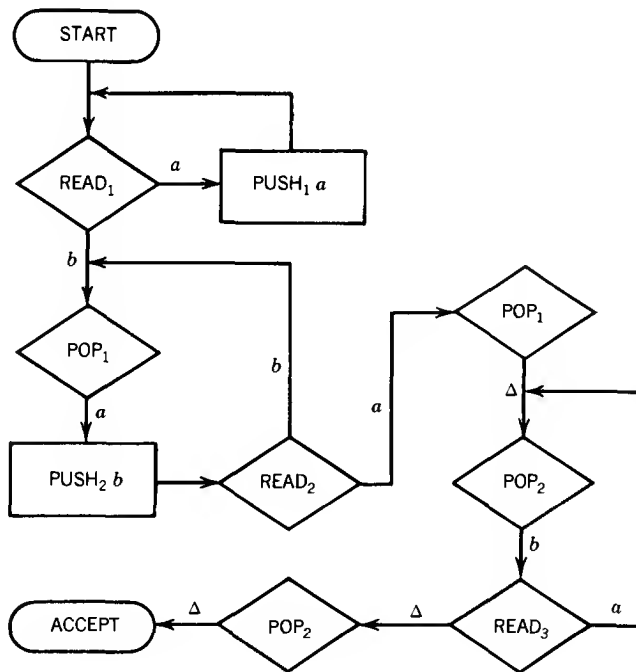 START
READ₁
a
PUSH₁ a
b
POP₁
a
PUSH₂ b
READ₂
b
a
POP₁
Δ
POP₂
b
READ₃
a
Δ
POP₂
Δ
ACCEPT